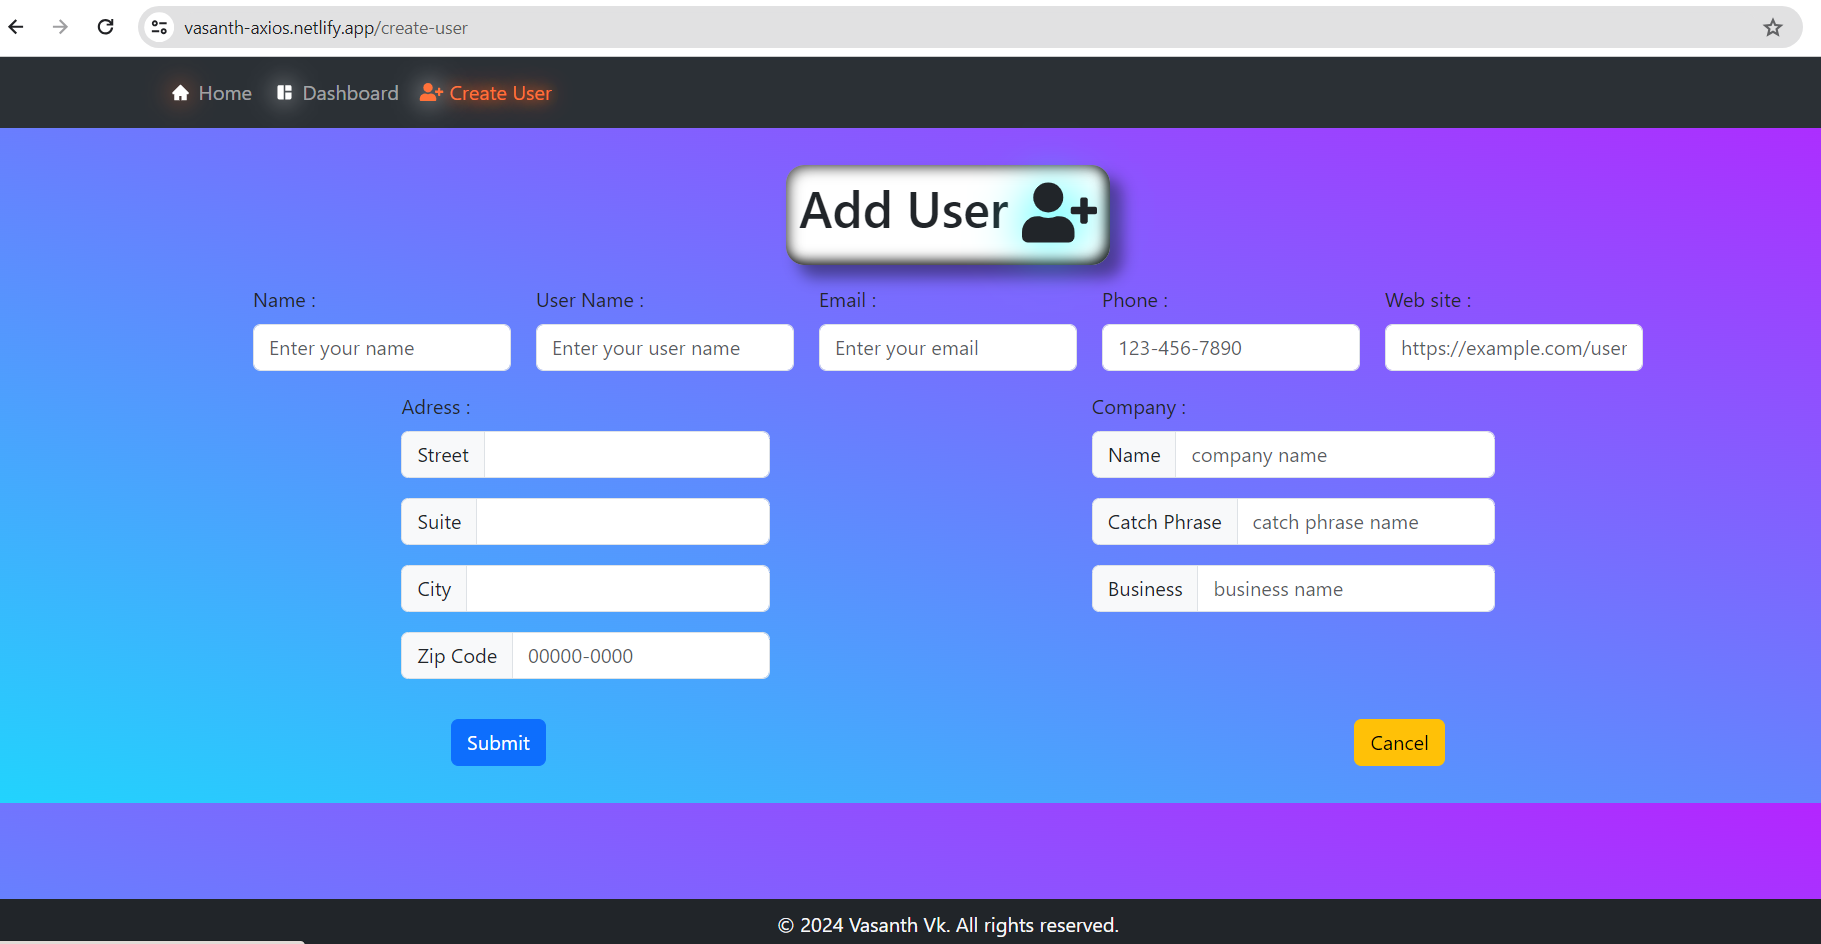 vasanth-axios.netlify.app/create-user
Home Dashboard Create User
Add User
Name : User Name : Email : Phone : Web site :
Enter your name Enter your user name Enter your email 123-456-7890 https://example.com/user
Adress : Company :
Street Name company name
Suite Catch Phrase catch phrase name
City Business business name
Zip Code 00000-0000
Submit Cancel
© 2024 Vasanth Vk. All rights reserved.